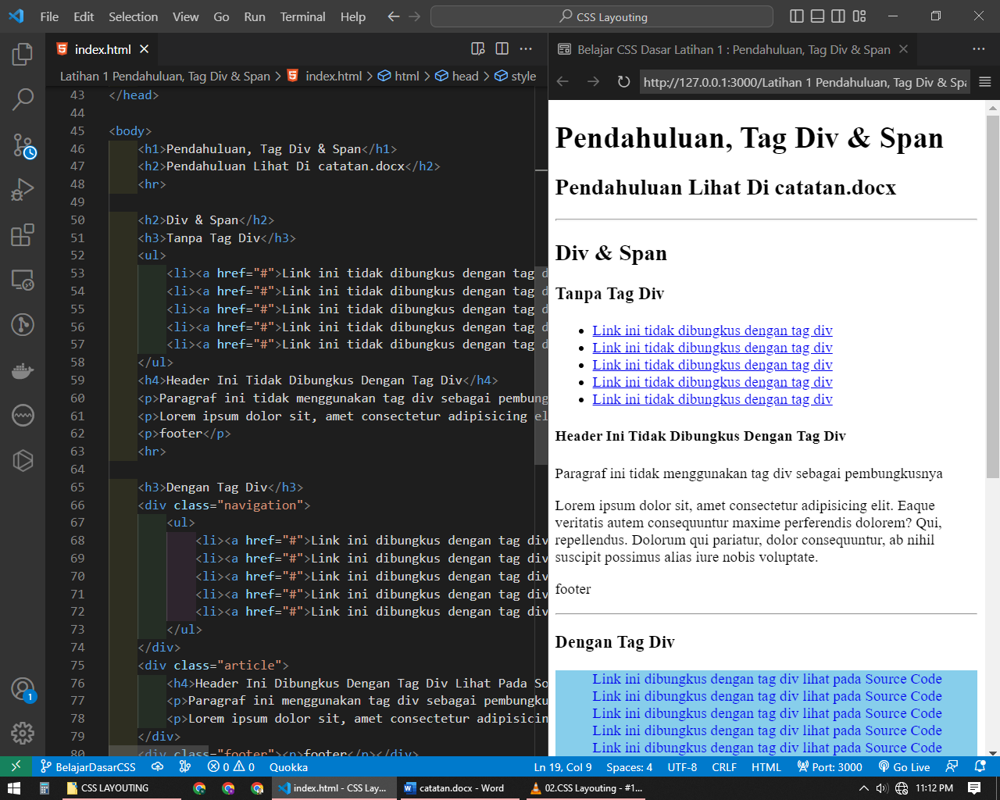 File Edit Selection View Go Run Terminal Help
CSS Layouting
index.html
Latihan 1 Pendahuluan, Tag Div & Span > index.html > html > head > style
43 </head>
44
45 <body>
46 <h1>Pendahuluan, Tag Div & Span</h1>
47 <h2>Pendahuluan Lihat Di catatan.docx</h2>
48 <hr>
49
50 <h2>Div & Span</h2>
51 <h3>Tanpa Tag Div</h3>
52 <ul>
53 <li><a href="#">Link ini tidak dibungkus dengan tag d
54 <li><a href="#">Link ini tidak dibungkus dengan tag d
55 <li><a href="#">Link ini tidak dibungkus dengan tag d
56 <li><a href="#">Link ini tidak dibungkus dengan tag d
57 <li><a href="#">Link ini tidak dibungkus dengan tag d
58 </ul>
59 <h4>Header Ini Tidak Dibungkus Dengan Tag Div</h4>
60 <p>Paragraf ini tidak menggunakan tag div sebagai pembung
61 <p>Lorem ipsum dolor sit, amet consectetur adipisicing el
62 <p>footer</p>
63 <hr>
64
65 <h3>Dengan Tag Div</h3>
66 <div class="navigation">
67 <ul>
68 <li><a href="#">Link ini dibungkus dengan tag div
69 <li><a href="#">Link ini dibungkus dengan tag div
70 <li><a href="#">Link ini dibungkus dengan tag div
71 <li><a href="#">Link ini dibungkus dengan tag div
72 <li><a href="#">Link ini dibungkus dengan tag div
73 </ul>
74 </div>
75 <div class="article">
76 <h4>Header Ini Dibungkus Dengan Tag Div Lihat Pada So
77 <p>Paragraf ini menggunakan tag div sebagai pembungku
78 <p>Lorem ipsum dolor sit, amet consectetur adipisicin
79 </div>
80 <div class="footer"><p>footer</p></div>
Belajar CSS Dasar Latihan 1 : Pendahuluan, Tag Div & Span
http://127.0.0.1:3000/Latihan 1 Pendahuluan, Tag Div & Spa
Pendahuluan, Tag Div & Span
Pendahuluan Lihat Di catatan.docx
Div & Span
Tanpa Tag Div
• Link ini tidak dibungkus dengan tag div
• Link ini tidak dibungkus dengan tag div
• Link ini tidak dibungkus dengan tag div
• Link ini tidak dibungkus dengan tag div
• Link ini tidak dibungkus dengan tag div
Header Ini Tidak Dibungkus Dengan Tag Div
Paragraf ini tidak menggunakan tag div sebagai pembungkusnya
Lorem ipsum dolor sit, amet consectetur adipisicing elit. Eaque
veritatis autem consequuntur maxime perferendis dolorem? Qui,
repellendus. Dolorum qui pariatur, dolor consequuntur, ab nihil
suscipit possimus alias iure nobis voluptate.
footer
Dengan Tag Div
Link ini dibungkus dengan tag div lihat pada Source Code
Link ini dibungkus dengan tag div lihat pada Source Code
Link ini dibungkus dengan tag div lihat pada Source Code
Link ini dibungkus dengan tag div lihat pada Source Code
Link ini dibungkus dengan tag div lihat pada Source Code
1
BelajarDasarCSS 0 0 Quokka Ln 19, Col 9 Spaces: 4 UTF-8 CRLF HTML Port: 3000 Go Live
CSS LAYOUTING index.html - CSS Lay... catatan.docx - Word 02.CSS Layouting - #1... 11:12 PM